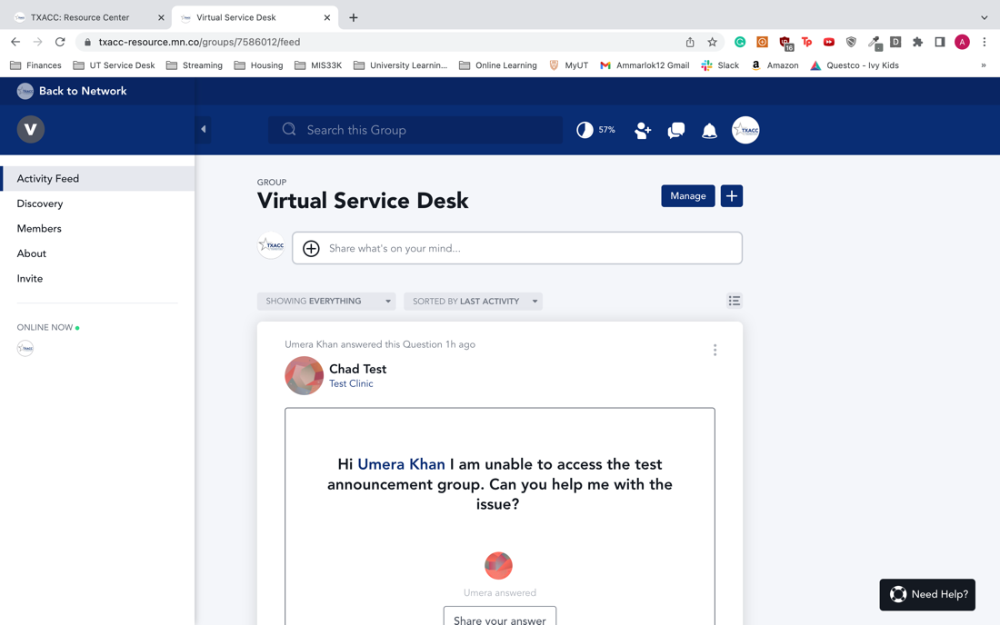 TXACC: Resource Center
Virtual Service Desk
txacc-resource.mn.co/groups/7586012/feed
16
A
Finances
UT Service Desk
Streaming
Housing
MIS33K
University Learnin...
Online Learning
MyUT
Ammarlok12 Gmail
Slack
Amazon
Questco - Ivy Kids
»
Back to Network
V
Search this Group
57%
TXACC
Activity Feed
Discovery
Members
About
Invite
ONLINE NOW
GROUP
Virtual Service Desk
Manage
TXACC
Share what's on your mind...
SHOWING EVERYTHING
SORTED BY LAST ACTIVITY
Umera Khan answered this Question 1h ago
Chad Test
Test Clinic
Hi Umera Khan I am unable to access the test
announcement group. Can you help me with the
issue?
Umera answered
Share your answer
Need Help?